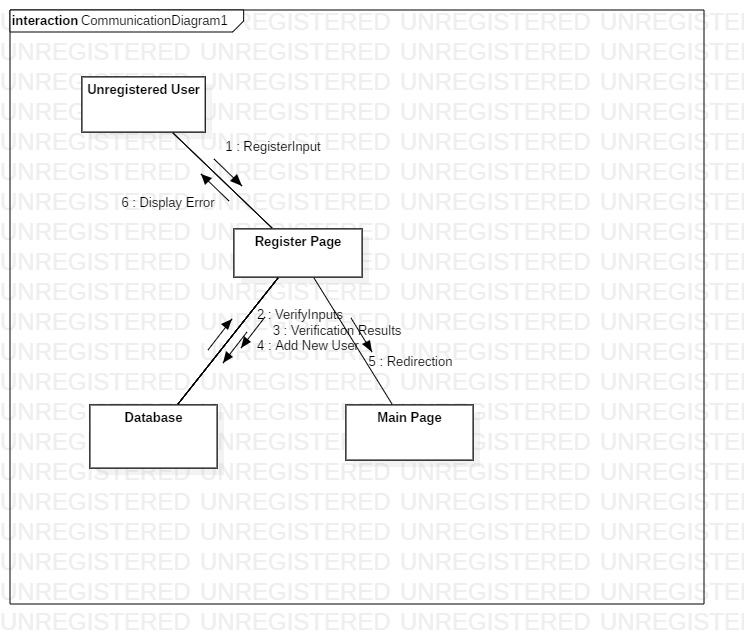 interaction CommunicationDiagram1
Unregistered User
1 : RegisterInput
6 : Display Error
Register Page
2 : VerifyInputs
3 : Verification Results
4 : Add New User
5 : Redirection
Database
Main Page
UNREGISTERED UNREGISTERED UNREGISTERED UNREGISTERED